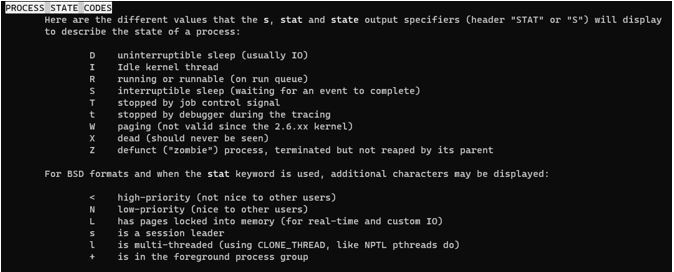 PROCESS STATE CODES
Here are the different values that the s, stat and state output specifiers (header "STAT" or "S") will display
to describe the state of a process:
D    uninterruptible sleep (usually IO)
I    Idle kernel thread
R    running or runnable (on run queue)
S    interruptible sleep (waiting for an event to complete)
T    stopped by job control signal
t    stopped by debugger during the tracing
W    paging (not valid since the 2.6.xx kernel)
X    dead (should never be seen)
Z    defunct ("zombie") process, terminated but not reaped by its parent
For BSD formats and when the stat keyword is used, additional characters may be displayed:
<    high-priority (not nice to other users)
N    low-priority (nice to other users)
L    has pages locked into memory (for real-time and custom IO)
s    is a session leader
l    is multi-threaded (using CLONE_THREAD, like NPTL pthreads do)
+    is in the foreground process group